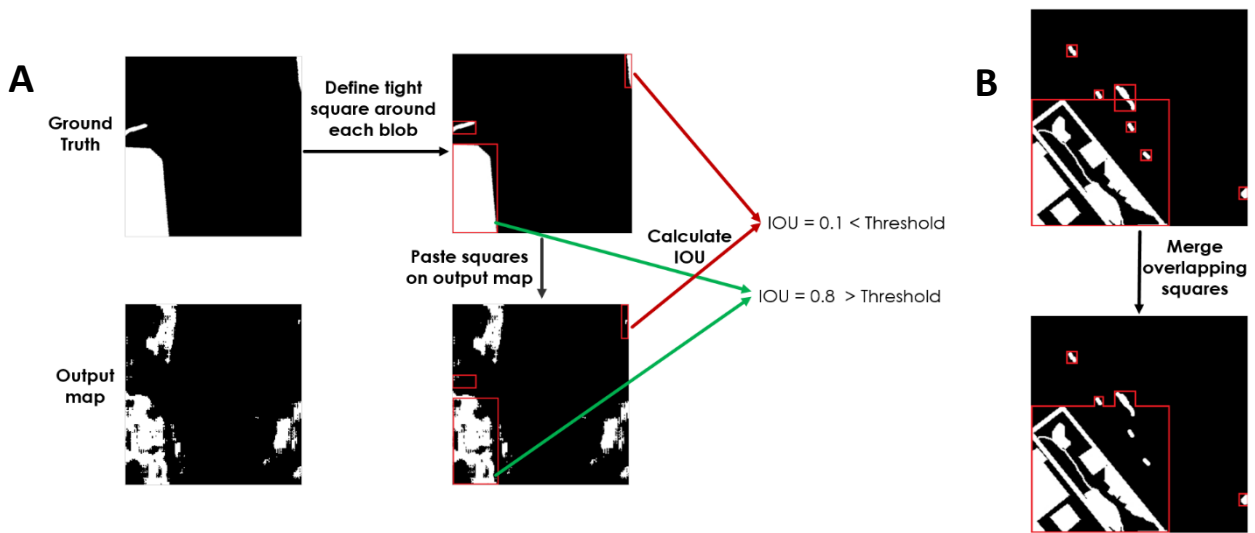 A
Ground
Truth
Define tight
square around
each blob
Paste squares
on output map
Calculate
IOU
IOU = 0.1 < Threshold
IOU = 0.8 > Threshold
Output
map
B
Merge
overlapping
squares